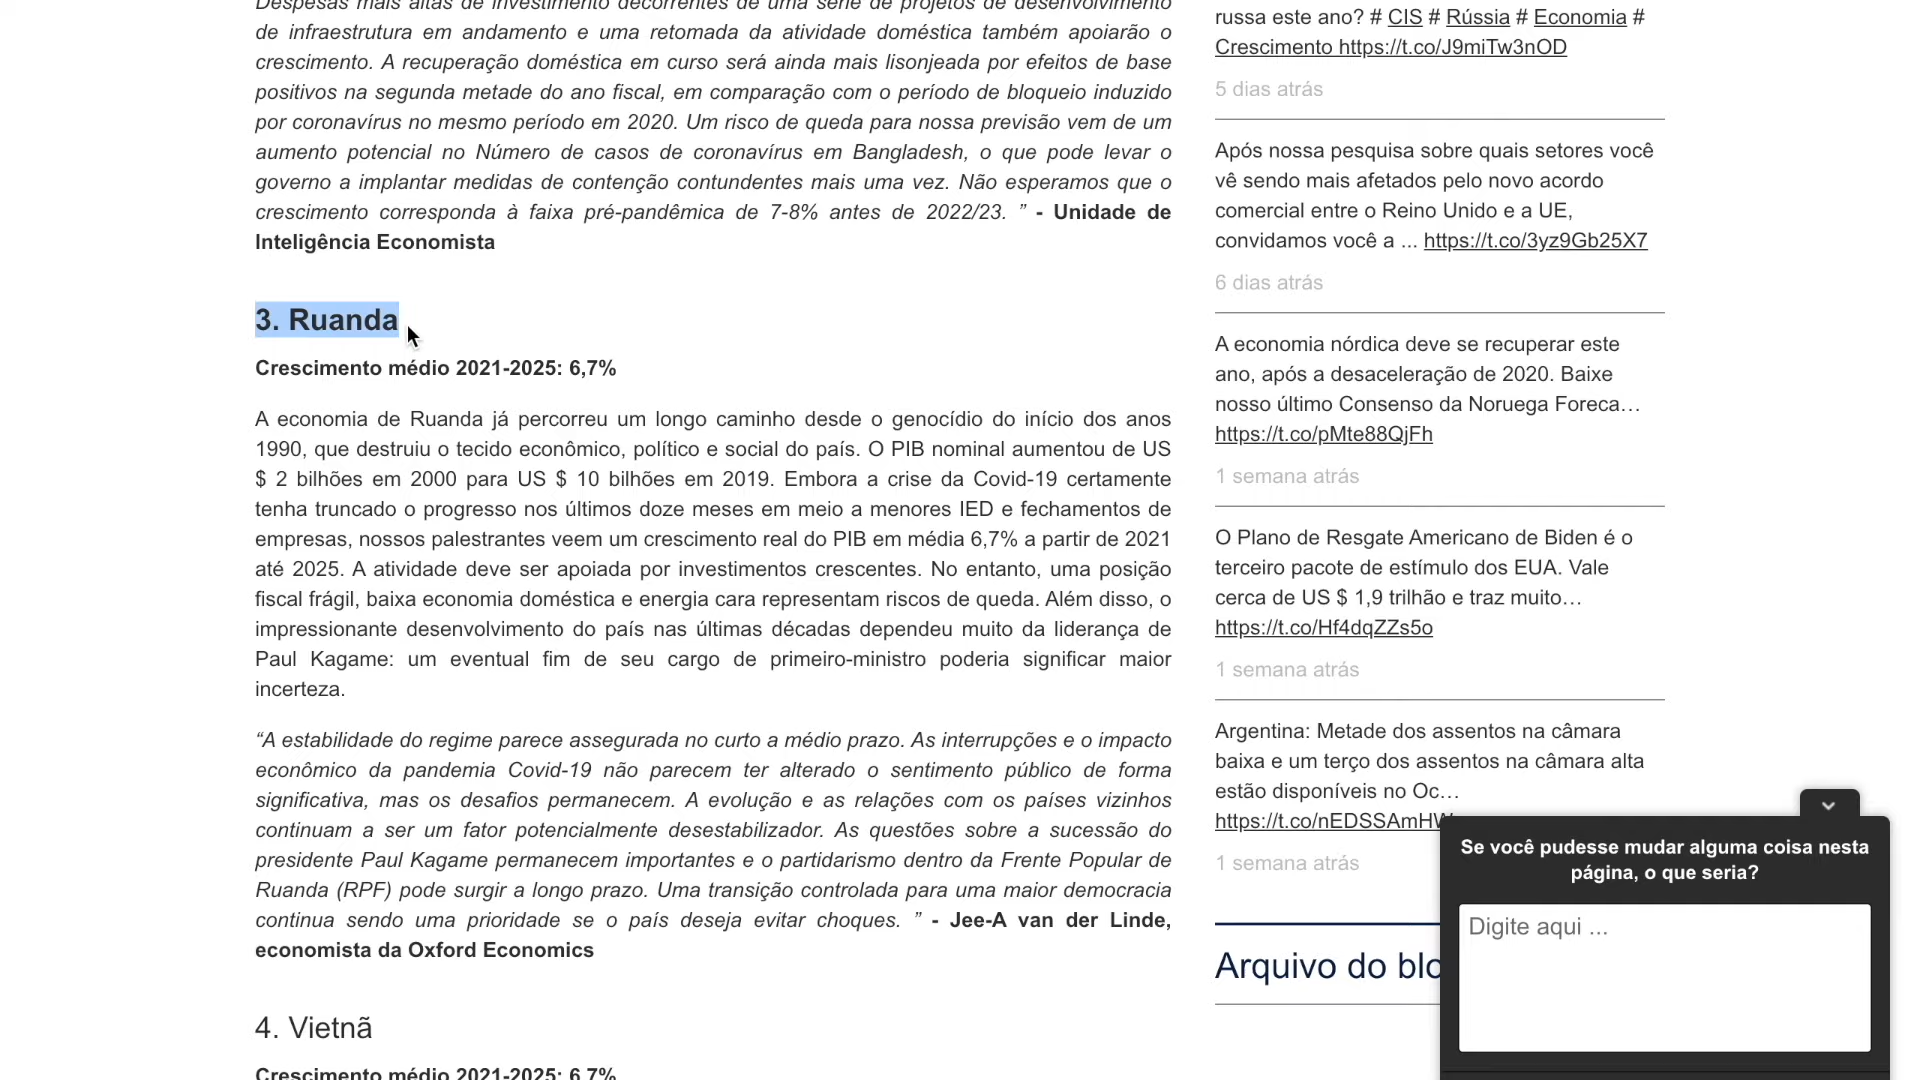 Despesas mais altas de investimento decorrentes de uma série de projetos de desenvolvimento
de infraestrutura em andamento e uma retomada da atividade doméstica também apoiarão o
crescimento. A recuperação doméstica em curso será ainda mais lisonjeada por efeitos de base
positivos na segunda metade do ano fiscal, em comparação com o período de bloqueio induzido
por coronavírus no mesmo período em 2020. Um risco de queda para nossa previsão vem de um
aumento potencial no Número de casos de coronavírus em Bangladesh, o que pode levar o
governo a implantar medidas de contenção contundentes mais uma vez. Não esperamos que o
crescimento corresponda à faixa pré-pandêmica de 7-8% antes de 2022/23. ” - Unidade de
Inteligência Economista
3. Ruanda
Crescimento médio 2021-2025: 6,7%
A economia de Ruanda já percorreu um longo caminho desde o genocídio do início dos anos
1990, que destruiu o tecido econômico, político e social do país. O PIB nominal aumentou de US
$ 2 bilhões em 2000 para US $ 10 bilhões em 2019. Embora a crise da Covid-19 certamente
tenha truncado o progresso nos últimos doze meses em meio a menores IED e fechamentos de
empresas, nossos palestrantes veem um crescimento real do PIB em média 6,7% a partir de 2021
até 2025. A atividade deve ser apoiada por investimentos crescentes. No entanto, uma posição
fiscal frágil, baixa economia doméstica e energia cara representam riscos de queda. Além disso, o
impressionante desenvolvimento do país nas últimas décadas dependeu muito da liderança de
Paul Kagame: um eventual fim de seu cargo de primeiro-ministro poderia significar maior
incerteza.
“A estabilidade do regime parece assegurada no curto a médio prazo. As interrupções e o impacto
econômico da pandemia Covid-19 não parecem ter alterado o sentimento público de forma
significativa, mas os desafios permanecem. A evolução e as relações com os países vizinhos
continuam a ser um fator potencialmente desestabilizador. As questões sobre a sucessão do
presidente Paul Kagame permanecem importantes e o partidarismo dentro da Frente Popular de
Ruanda (RPF) pode surgir a longo prazo. Uma transição controlada para uma maior democracia
continua sendo uma prioridade se o país deseja evitar choques. ” - Jee-A van der Linde,
economista da Oxford Economics
4. Vietnã
Crescimento médio 2021-2025: 6,7%
russa este ano? # CIS # Rússia # Economia #
Crescimento https://t.co/J9miTw3nOD
5 dias atrás
Após nossa pesquisa sobre quais setores você
vê sendo mais afetados pelo novo acordo
comercial entre o Reino Unido e a UE,
convidamos você a ... https://t.co/3yz9Gb25X7
6 dias atrás
A economia nórdica deve se recuperar este
ano, após a desaceleração de 2020. Baixe
nosso último Consenso da Noruega Foreca…
https://t.co/pMte88QjFh
1 semana atrás
O Plano de Resgate Americano de Biden é o
terceiro pacote de estímulo dos EUA. Vale
cerca de US $ 1,9 trilhão e traz muito…
https://t.co/Hf4dqZZs5o
1 semana atrás
Argentina: Metade dos assentos na câmara
baixa e um terço dos assentos na câmara alta
estão disponíveis no Oc…
https://t.co/nEDSSAmHW
1 semana atrás
Arquivo do blo
Se você pudesse mudar alguma coisa nesta
página, o que seria?
Digite aqui ...